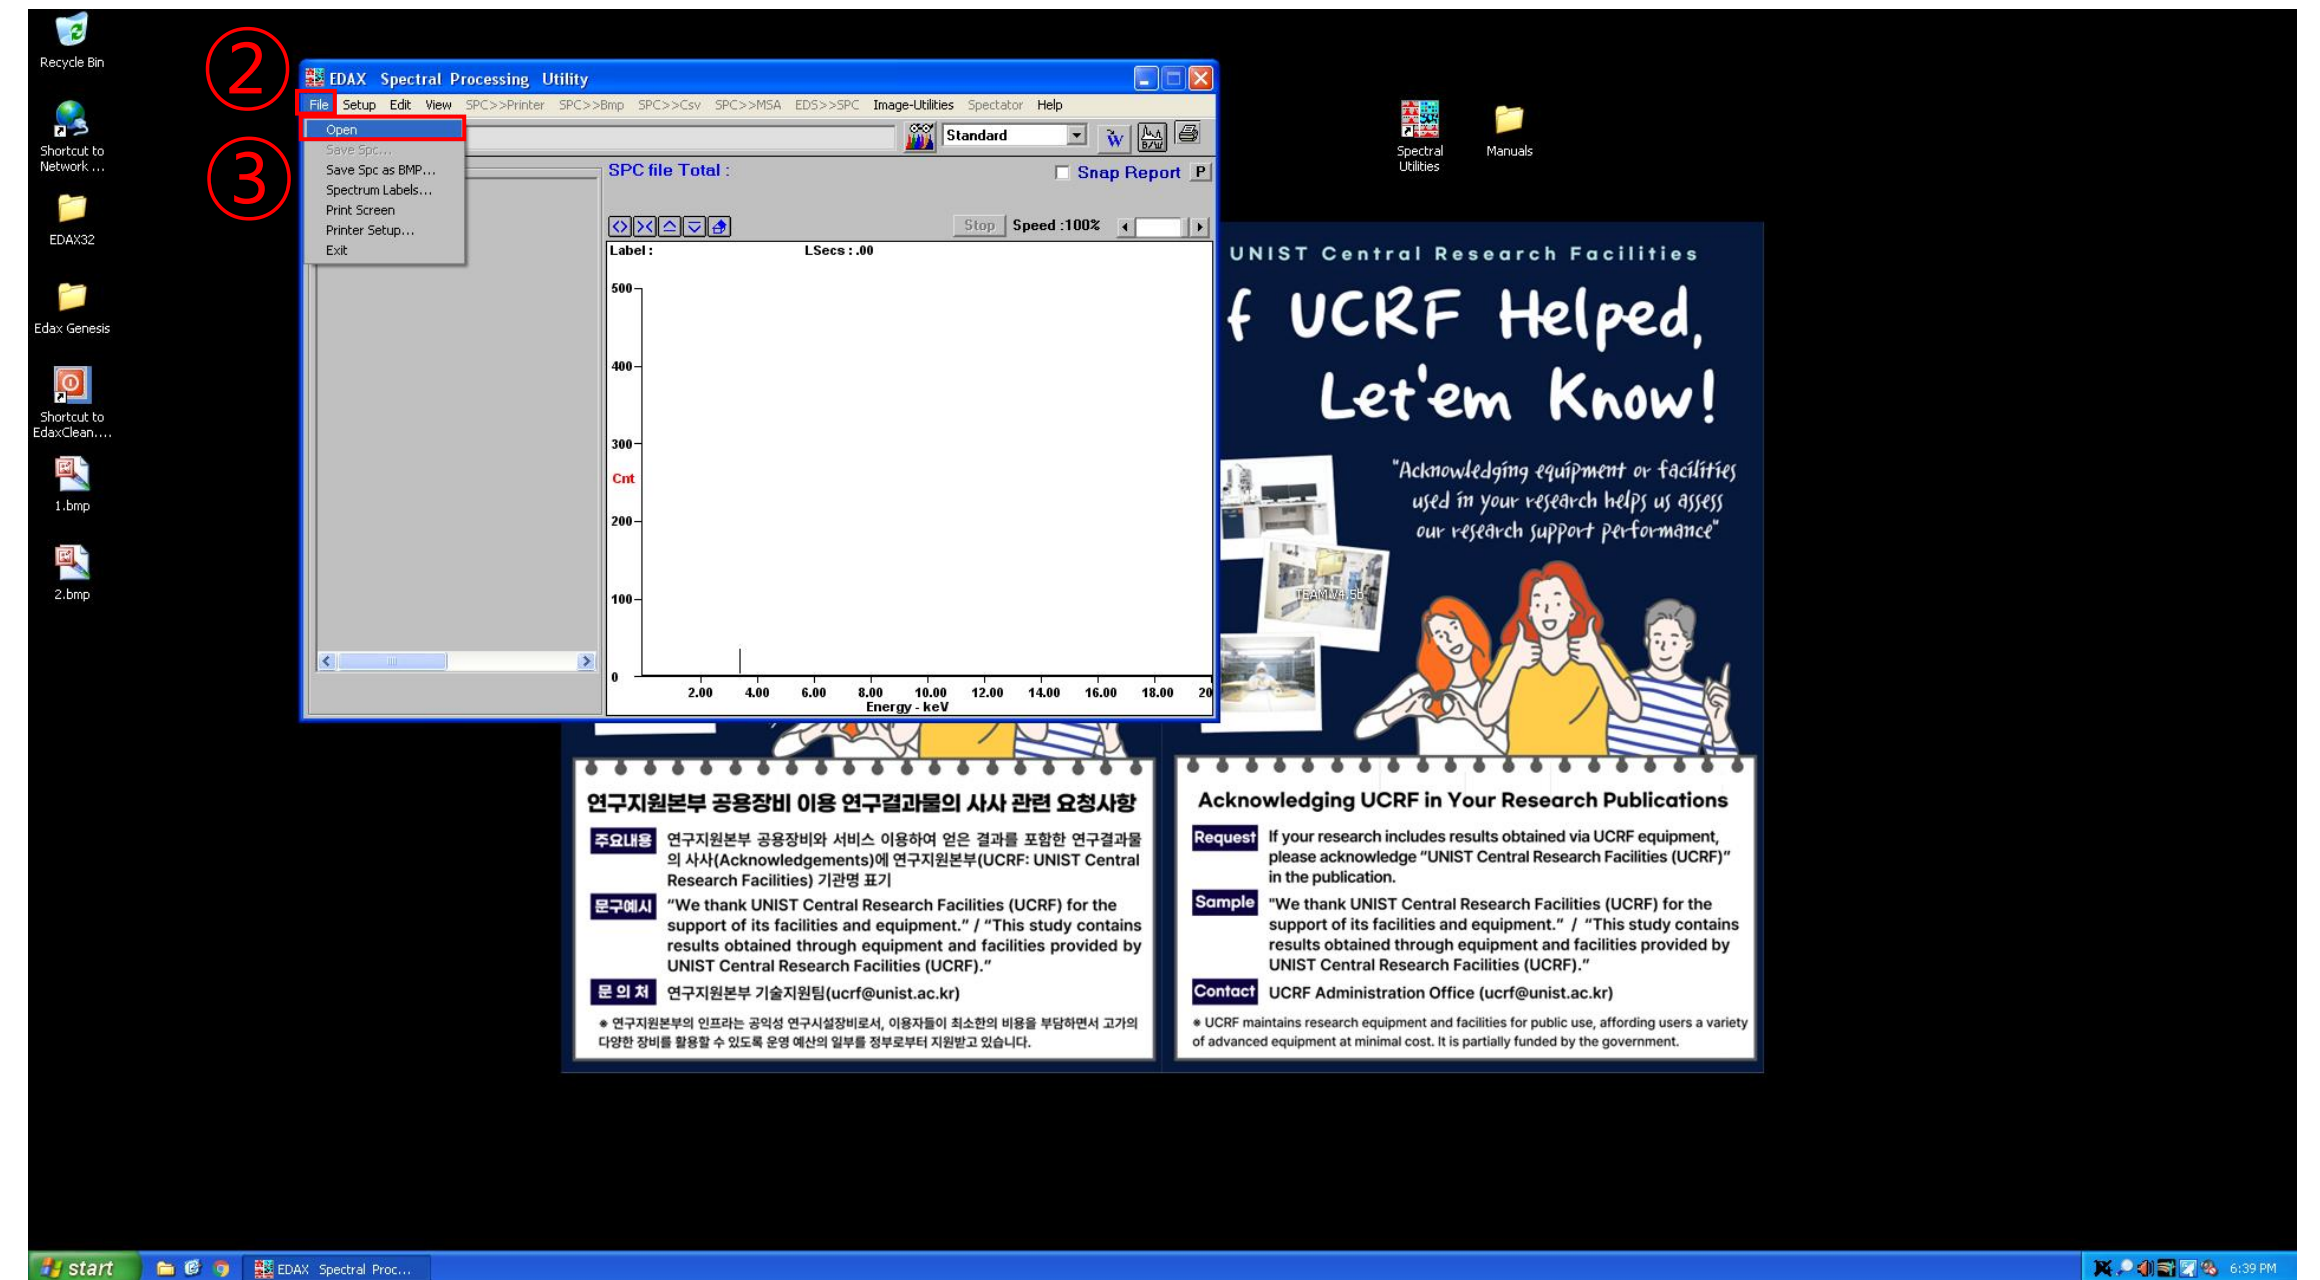 Recycle Bin
Shortcut to
Network ...
EDAX32
Edax Genesis
Shortcut to
EdaxClean....
1.bmp
2.bmp
②
③
EDAX Spectral Processing Utility
File Setup Edit View SPC>>Printer SPC>>Bmp SPC>>Csv SPC>>MSA EDS>>SPC Image-Utilities Spectator Help
Open
Save Spc...
Save Spc as BMP...
Spectrum Labels...
Print Screen
Printer Setup...
Exit
Standard
W
B/W
SPC file Total :
Snap Report P
Stop Speed :100%
Label : LSecs : .00
500
400
300
Cnt
200
100
0
2.00 4.00 6.00 8.00 10.00 12.00 14.00 16.00 18.00 20
Energy - keV
Spectral
Utilities
Manuals
UNIST Central Research Facilities
f UCRF Helped,
Let'em Know!
"Acknowledging equipment or facilities
used in your research helps us assess
our research support performance"
TEAM V4.5b
연구지원본부 공용장비 이용 연구결과물의 사사 관련 요청사항
주요내용 연구지원본부 공용장비와 서비스 이용하여 얻은 결과를 포함한 연구결과물
의 사사(Acknowledgements)에 연구지원본부(UCRF: UNIST Central
Research Facilities) 기관명 표기
문구예시 “We thank UNIST Central Research Facilities (UCRF) for the
support of its facilities and equipment.” / “This study contains
results obtained through equipment and facilities provided by
UNIST Central Research Facilities (UCRF).”
문 의 처 연구지원본부 기술지원팀(ucrf@unist.ac.kr)
※ 연구지원본부의 인프라는 공익성 연구시설장비로서, 이용자들이 최소한의 비용을 부담하면서 고가의
다양한 장비를 활용할 수 있도록 운영 예산의 일부를 정부로부터 지원받고 있습니다.
Acknowledging UCRF in Your Research Publications
Request If your research includes results obtained via UCRF equipment,
please acknowledge “UNIST Central Research Facilities (UCRF)”
in the publication.
Sample "We thank UNIST Central Research Facilities (UCRF) for the
support of its facilities and equipment.” / “This study contains
results obtained through equipment and facilities provided by
UNIST Central Research Facilities (UCRF).”
Contact UCRF Administration Office (ucrf@unist.ac.kr)
※ UCRF maintains research equipment and facilities for public use, affording users a variety
of advanced equipment at minimal cost. It is partially funded by the government.
start
EDAX Spectral Proc...
6:39 PM